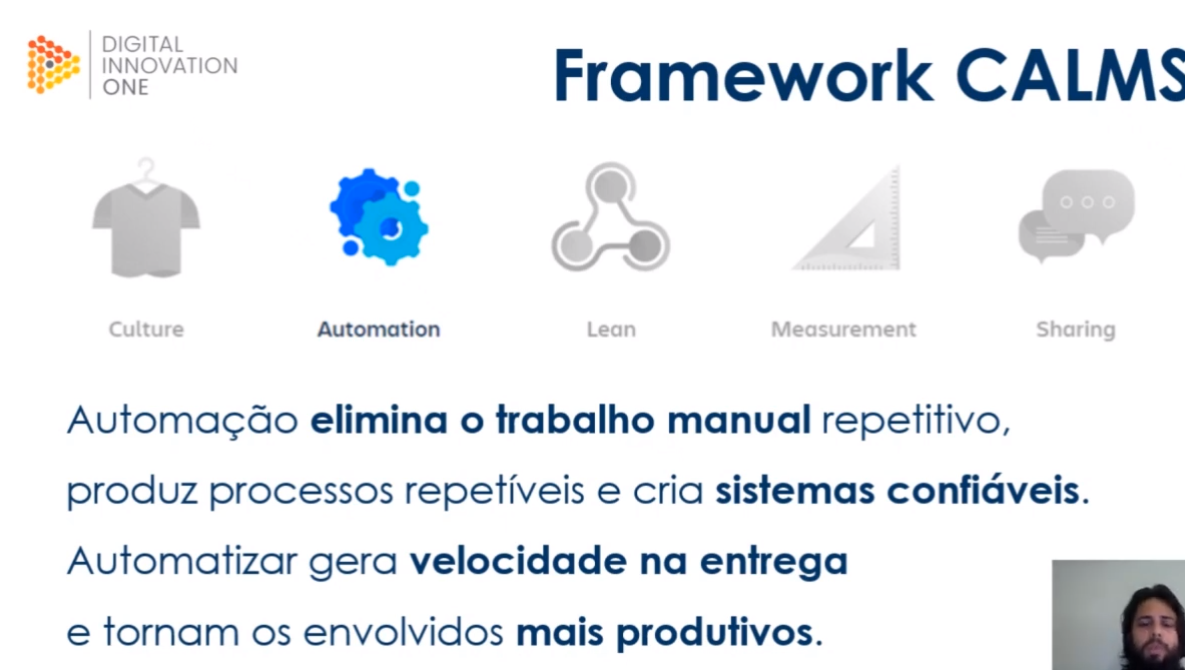 DIGITAL
INNOVATION
ONE
Framework CALMS
Culture
Automation
Lean
Measurement
Sharing
Automação elimina o trabalho manual repetitivo,
produz processos repetíveis e cria sistemas confiáveis.
Automatizar gera velocidade na entrega
e tornam os envolvidos mais produtivos.